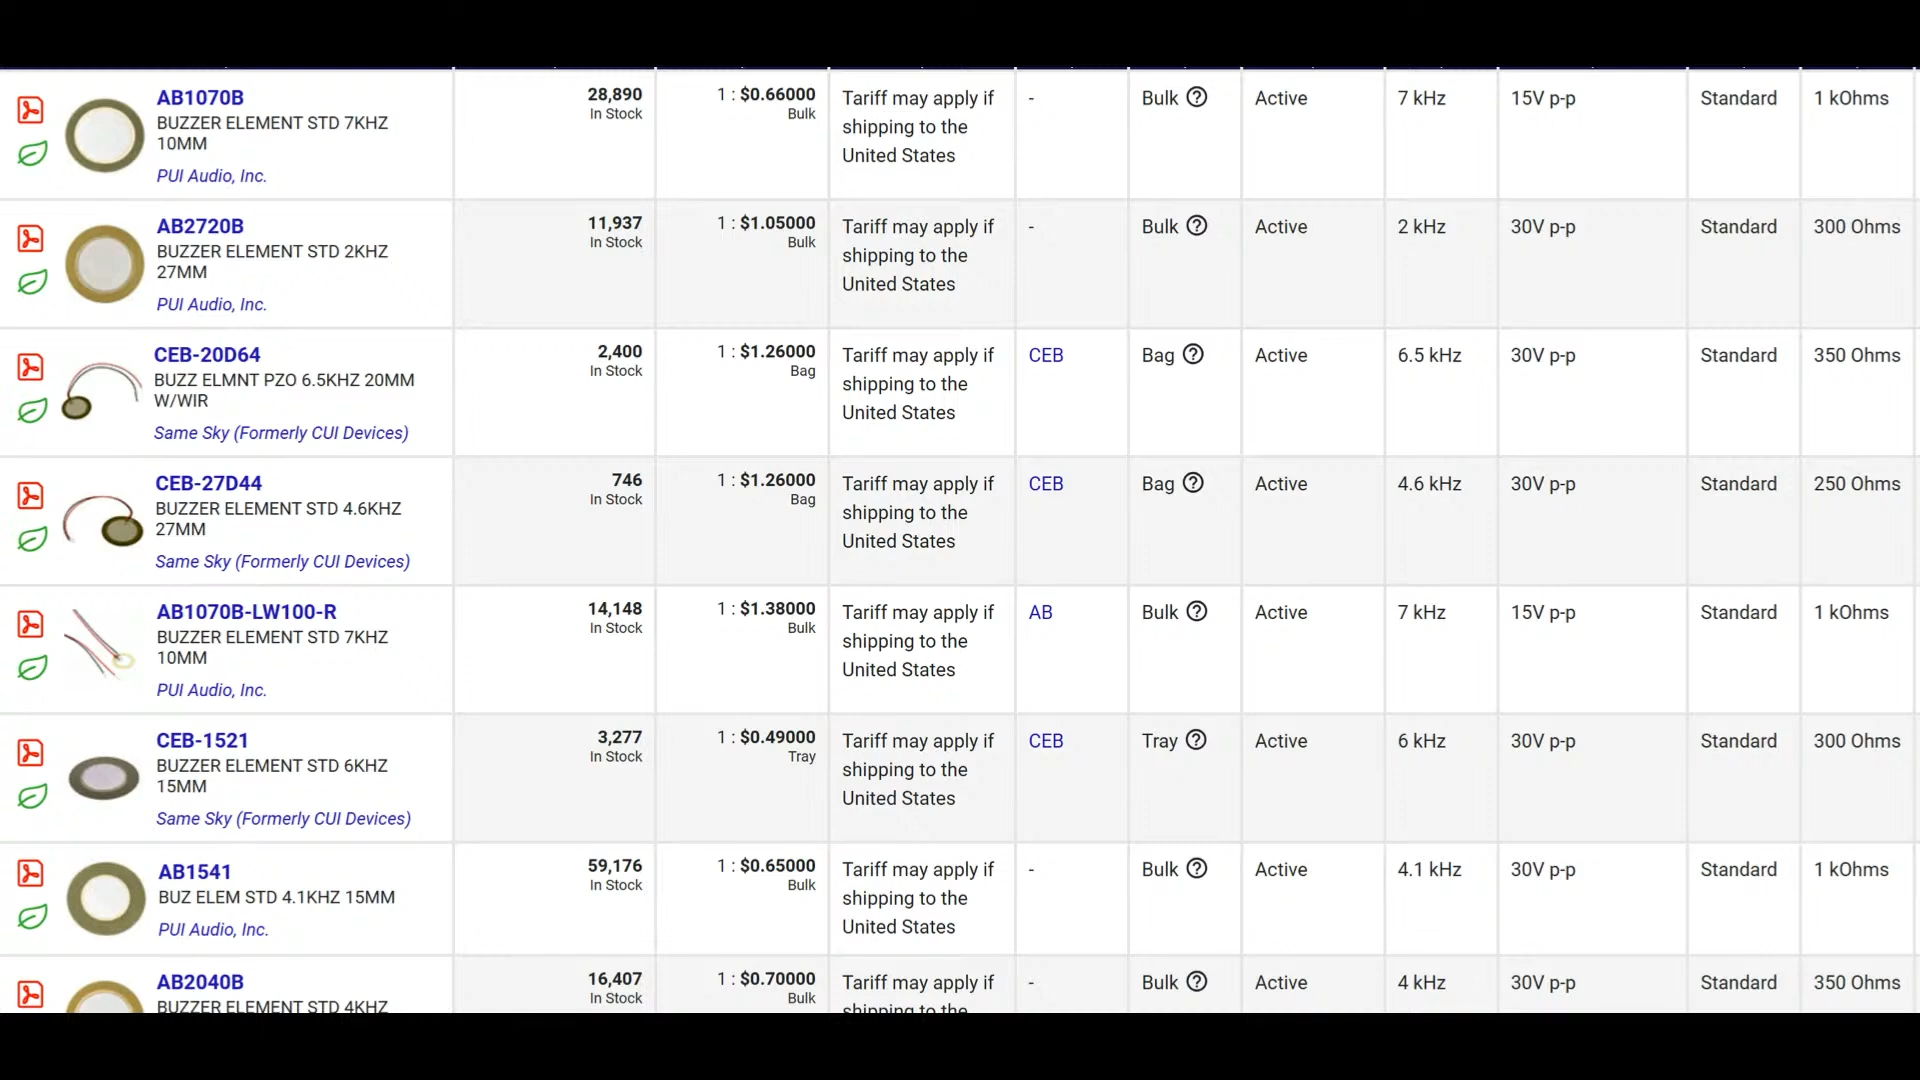 AB1070B
BUZZER ELEMENT STD 7KHZ
10MM
PUI Audio, Inc.
28,890
In Stock
1 : $0.66000
Bulk
Tariff may apply if
shipping to the
United States
-
Bulk
Active
7 kHz
15V p-p
Standard
1 kOhms
AB2720B
BUZZER ELEMENT STD 2KHZ
27MM
PUI Audio, Inc.
11,937
In Stock
1 : $1.05000
Bulk
Tariff may apply if
shipping to the
United States
-
Bulk
Active
2 kHz
30V p-p
Standard
300 Ohms
CEB-20D64
BUZZ ELMNT PZO 6.5KHZ 20MM
W/WIR
Same Sky (Formerly CUI Devices)
2,400
In Stock
1 : $1.26000
Bag
Tariff may apply if
shipping to the
United States
CEB
Bag
Active
6.5 kHz
30V p-p
Standard
350 Ohms
CEB-27D44
BUZZER ELEMENT STD 4.6KHZ
27MM
Same Sky (Formerly CUI Devices)
746
In Stock
1 : $1.26000
Bag
Tariff may apply if
shipping to the
United States
CEB
Bag
Active
4.6 kHz
30V p-p
Standard
250 Ohms
AB1070B-LW100-R
BUZZER ELEMENT STD 7KHZ
10MM
PUI Audio, Inc.
14,148
In Stock
1 : $1.38000
Bulk
Tariff may apply if
shipping to the
United States
AB
Bulk
Active
7 kHz
15V p-p
Standard
1 kOhms
CEB-1521
BUZZER ELEMENT STD 6KHZ
15MM
Same Sky (Formerly CUI Devices)
3,277
In Stock
1 : $0.49000
Tray
Tariff may apply if
shipping to the
United States
CEB
Tray
Active
6 kHz
30V p-p
Standard
300 Ohms
AB1541
BUZ ELEM STD 4.1KHZ 15MM
PUI Audio, Inc.
59,176
In Stock
1 : $0.65000
Bulk
Tariff may apply if
shipping to the
United States
-
Bulk
Active
4.1 kHz
30V p-p
Standard
1 kOhms
AB2040B
BUZZER ELEMENT STD 4KHZ
16,407
In Stock
1 : $0.70000
Bulk
Tariff may apply if
shipping to the
-
Bulk
Active
4 kHz
30V p-p
Standard
350 Ohms